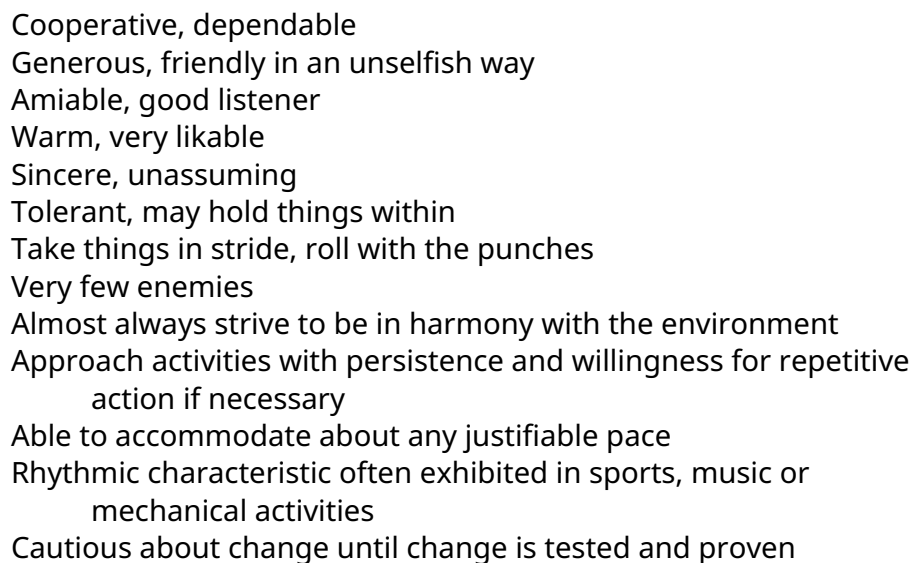 Cooperative, dependable
Generous, friendly in an unselfish way
Amiable, good listener
Warm, very likable
Sincere, unassuming
Tolerant, may hold things within
Take things in stride, roll with the punches
Very few enemies
Almost always strive to be in harmony with the environment
Approach activities with persistence and willingness for repetitive
action if necessary
Able to accommodate about any justifiable pace
Rhythmic characteristic often exhibited in sports, music or
mechanical activities
Cautious about change until change is tested and proven